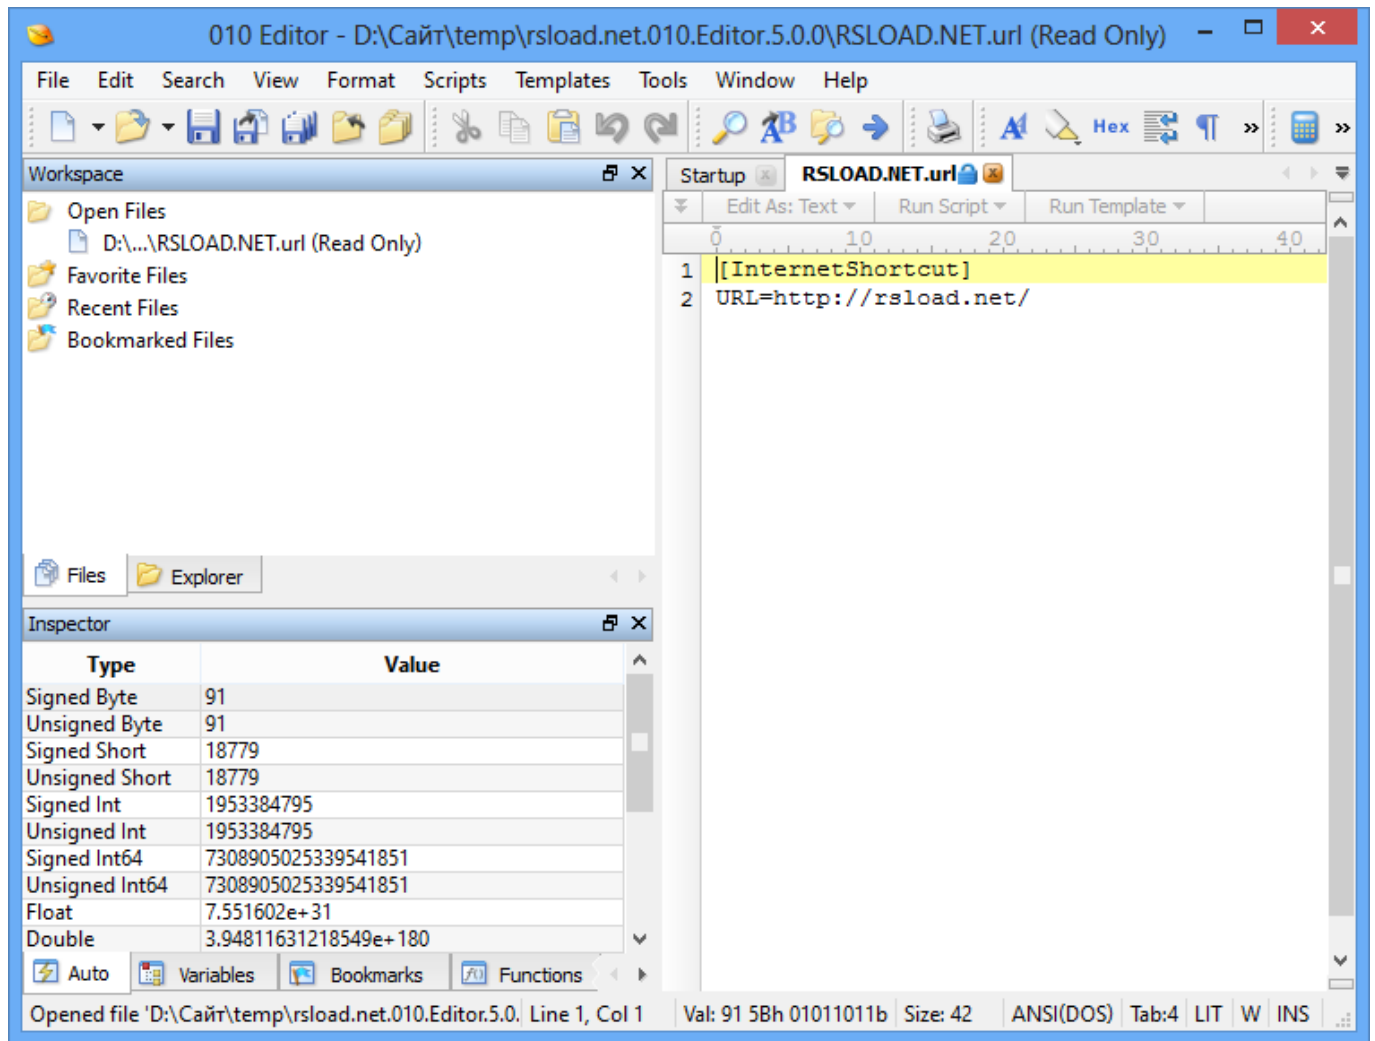 010 Editor - D:\Сайт\temp\rsload.net.010.Editor.5.0.0\RSLOAD.NET.url (Read Only)
File Edit Search View Format Scripts Templates Tools Window Help
Hex
Workspace
Open Files
D:\...\RSLOAD.NET.url (Read Only)
Favorite Files
Recent Files
Bookmarked Files
Files Explorer
Startup RSLOAD.NET.url
Edit As: Text Run Script Run Template
0 10 20 30 40
1 [InternetShortcut]
2 URL=http://rsload.net/
Inspector
Type Value
Signed Byte 91
Unsigned Byte 91
Signed Short 18779
Unsigned Short 18779
Signed Int 1953384795
Unsigned Int 1953384795
Signed Int64 7308905025339541851
Unsigned Int64 7308905025339541851
Float 7.551602e+31
Double 3.94811631218549e+180
Auto Variables Bookmarks Functions
Opened file 'D:\Сайт\temp\rsload.net.010.Editor.5.0. Line 1, Col 1 Val: 91 5Bh 01011011b Size: 42 ANSI(DOS) Tab:4 LIT W INS